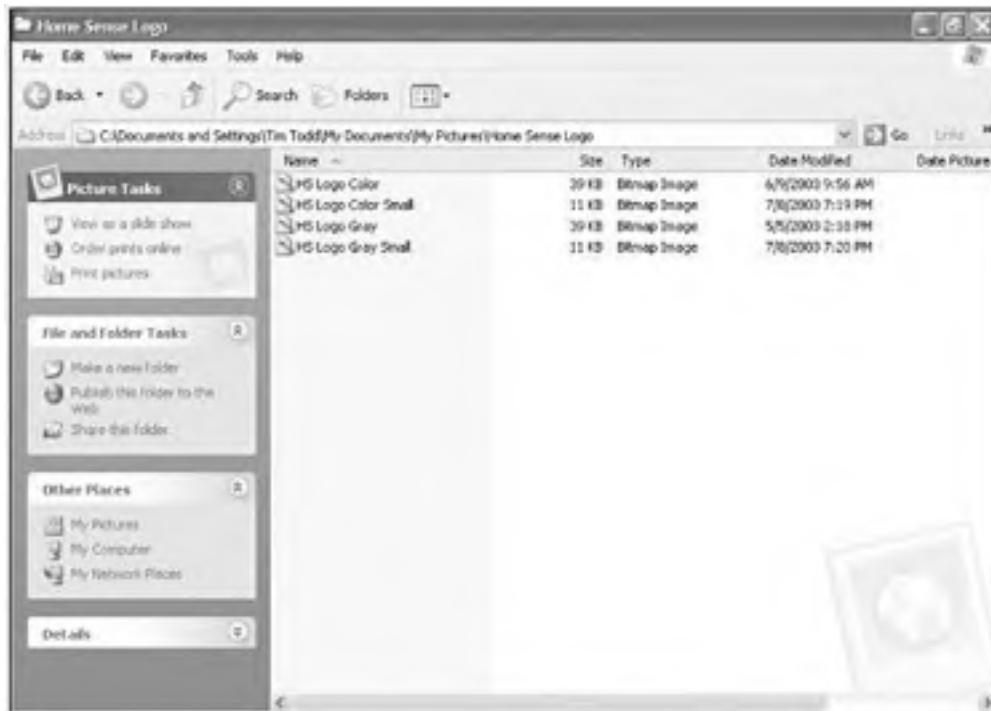 Home Sense Logo
File Edit View Favorites Tools Help
Back Search Folders
Address C:\Documents and Settings\Tim Todd\My Documents\My Pictures\Home Sense Logo Go Links »
Name Size Type Date Modified Date Picture
HS Logo Color 39 KB Bitmap Image 6/9/2003 9:56 AM
HS Logo Color Small 11 KB Bitmap Image 7/8/2003 7:19 PM
HS Logo Gray 39 KB Bitmap Image 5/5/2003 2:18 PM
HS Logo Gray Small 11 KB Bitmap Image 7/8/2003 7:20 PM
Picture Tasks
View as a slide show
Order prints online
Print pictures
File and Folder Tasks
Make a new folder
Publish this folder to the
Web
Share this folder
Other Places
My Pictures
My Computer
My Network Places
Details